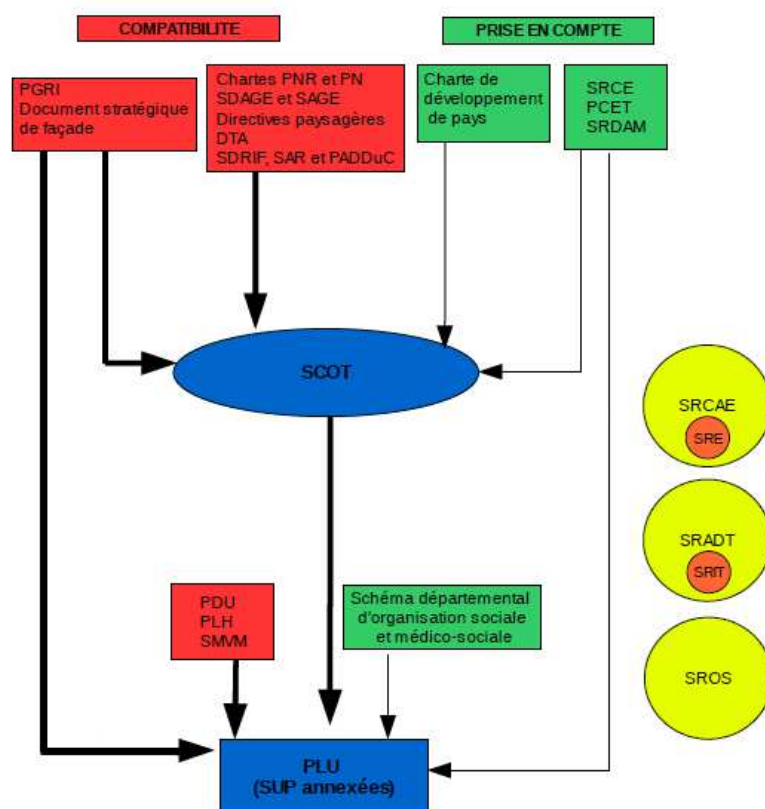 COMPATIBILITE
PRISE EN COMPTE
PGRI
Document stratégique
de façade
Chartes PNR et PN
SDAGE et SAGE
Directives paysagères
DTA
SDRIF, SAR et PADDuC
Charte de
développement
de pays
SRCE
PCET
SRDAM
SCOT
SRCAE
SRE
SRADT
SRIT
SROS
PDU
PLH
SMVM
Schéma départemental
d'organisation sociale
et médico-sociale
PLU
(SUP annexées)